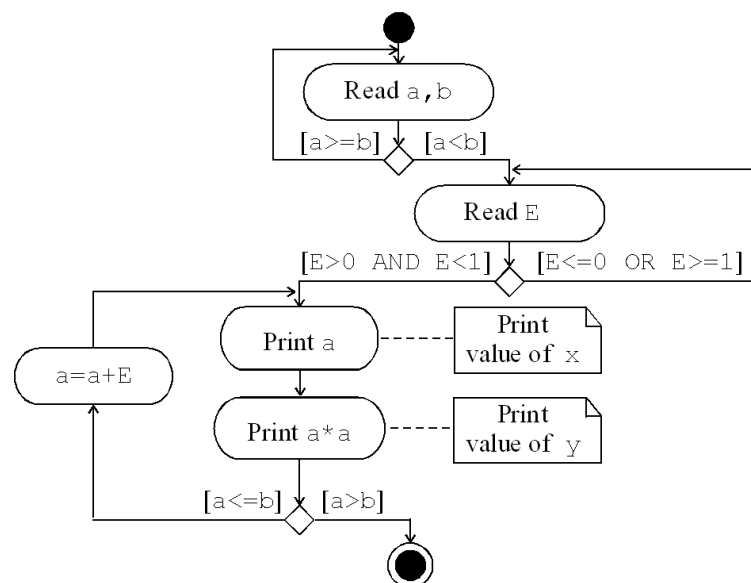 Read a,b
[a>=b] [a<b]
Read E
[E>0 AND E<1] [E<=0 OR E>=1]
Print a
Print
value of x
a=a+E
Print a*a
Print
value of y
[a<=b] [a>b]